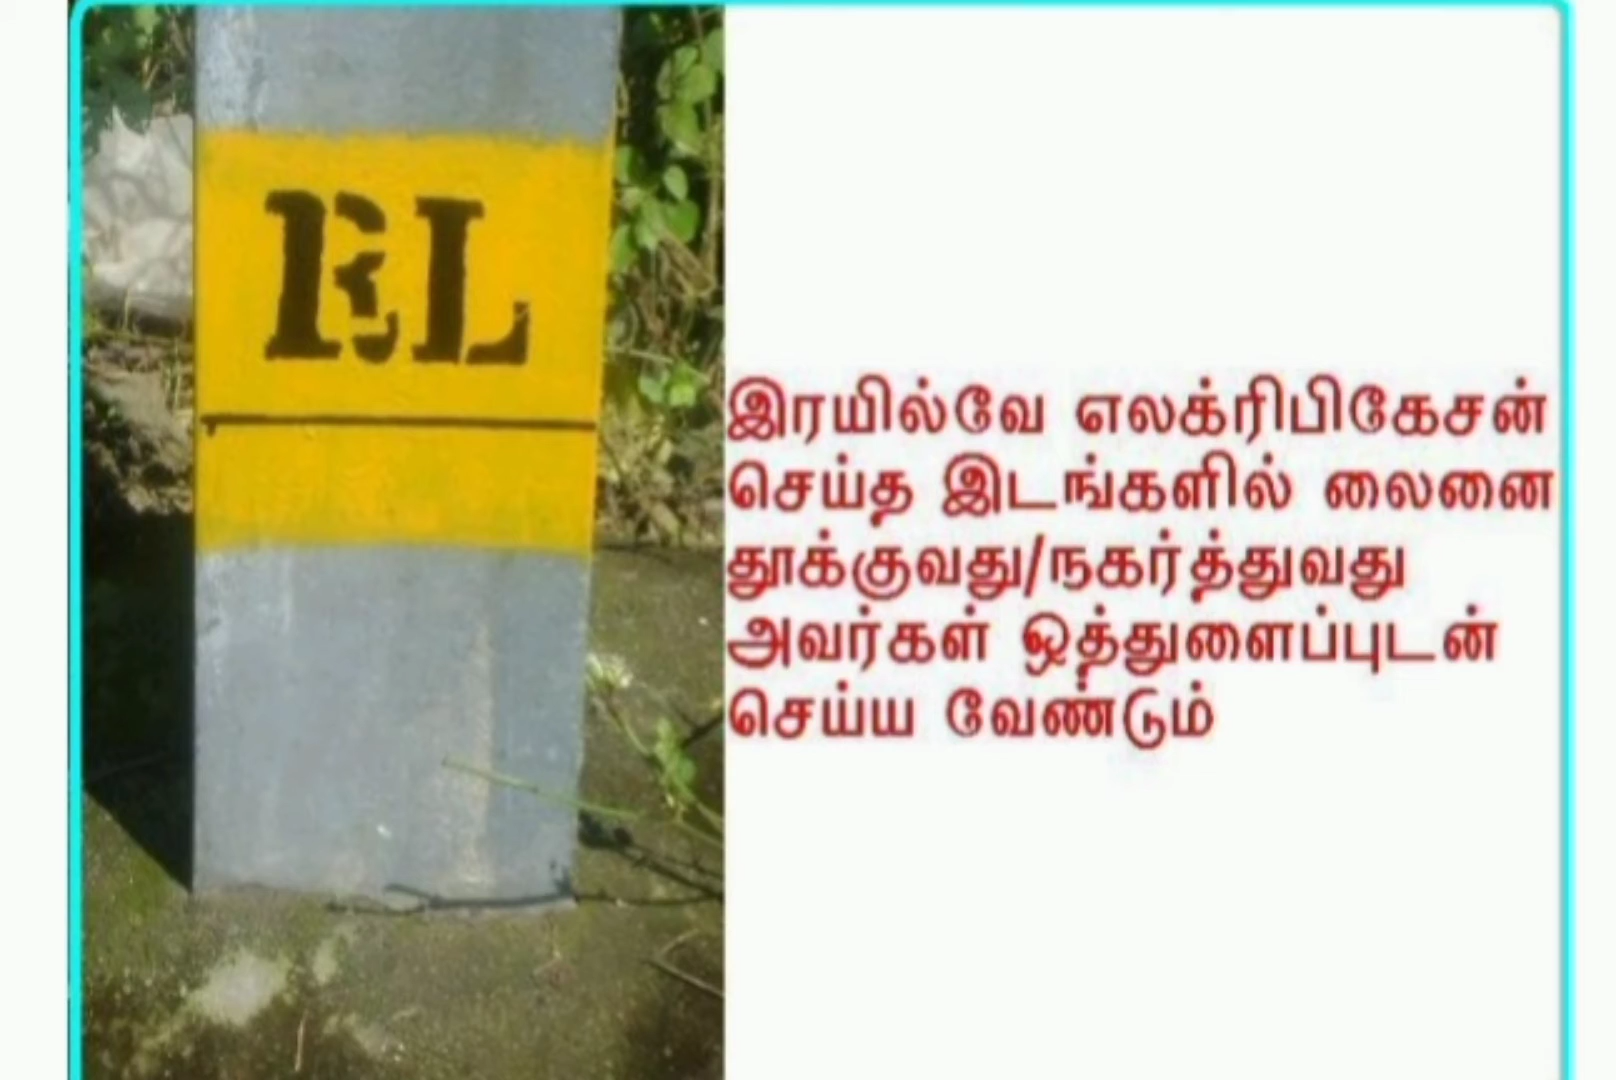 RL
இரயில்வே எலக்ரிபிகேசன்
செய்த இடங்களில் லைனை
தூக்குவது/நகர்த்துவது
அவர்கள் ஒத்துளைப்புடன்
செய்ய வேண்டும்